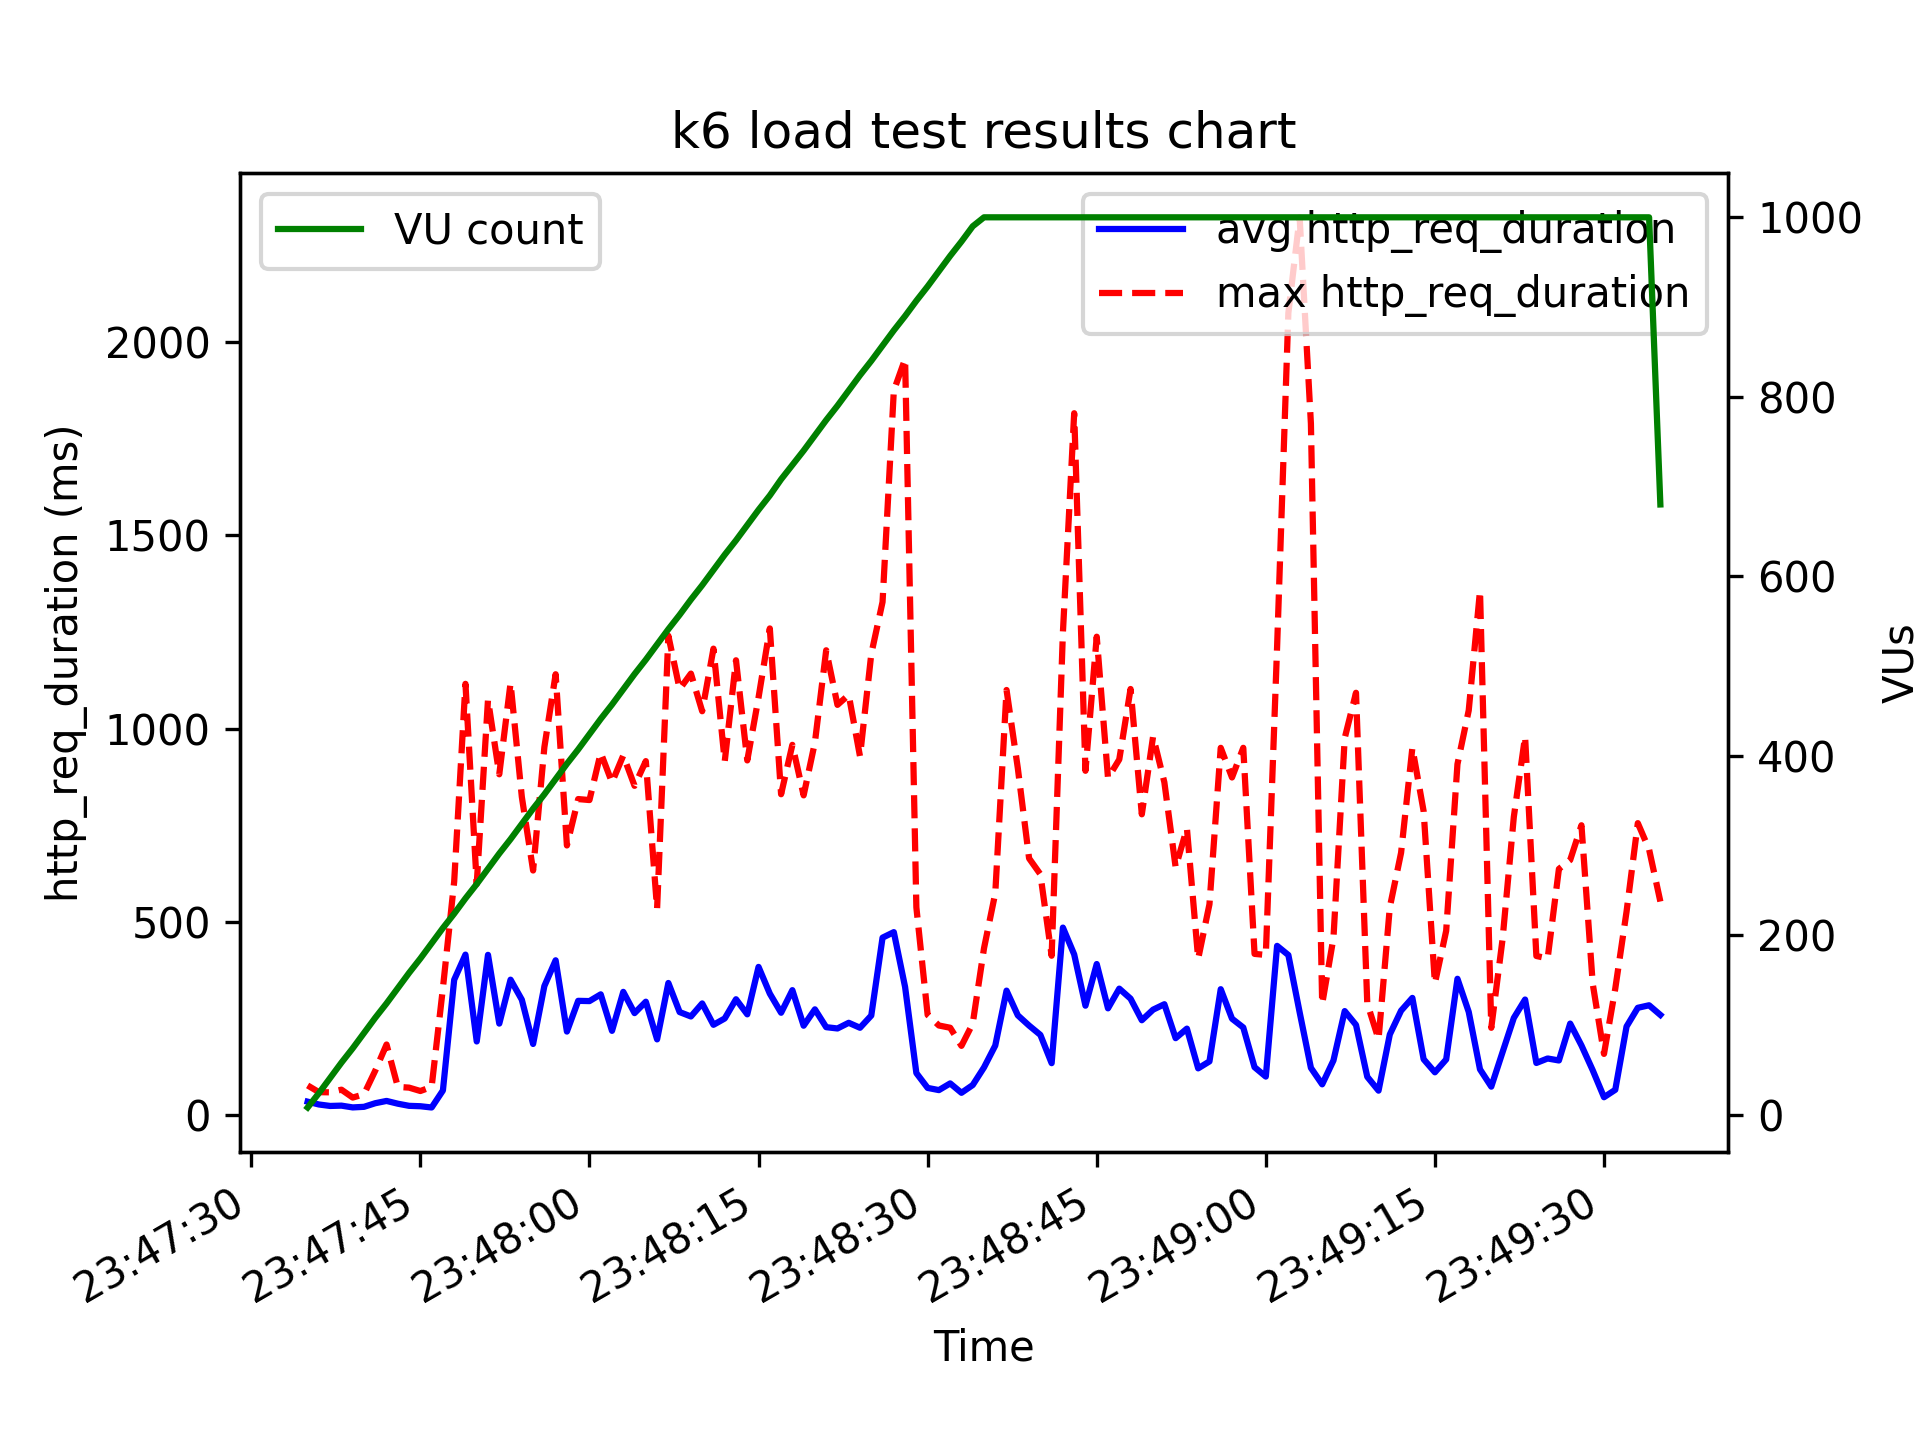 k6 load test results chart
VU count
avg http_req_duration
max http_req_duration
http_req_duration (ms)
2000
1500
1000
500
0
1000
800
600
400
200
0
VUs
23:47:30
23:47:45
23:48:00
23:48:15
23:48:30
23:48:45
23:49:00
23:49:15
23:49:30
Time